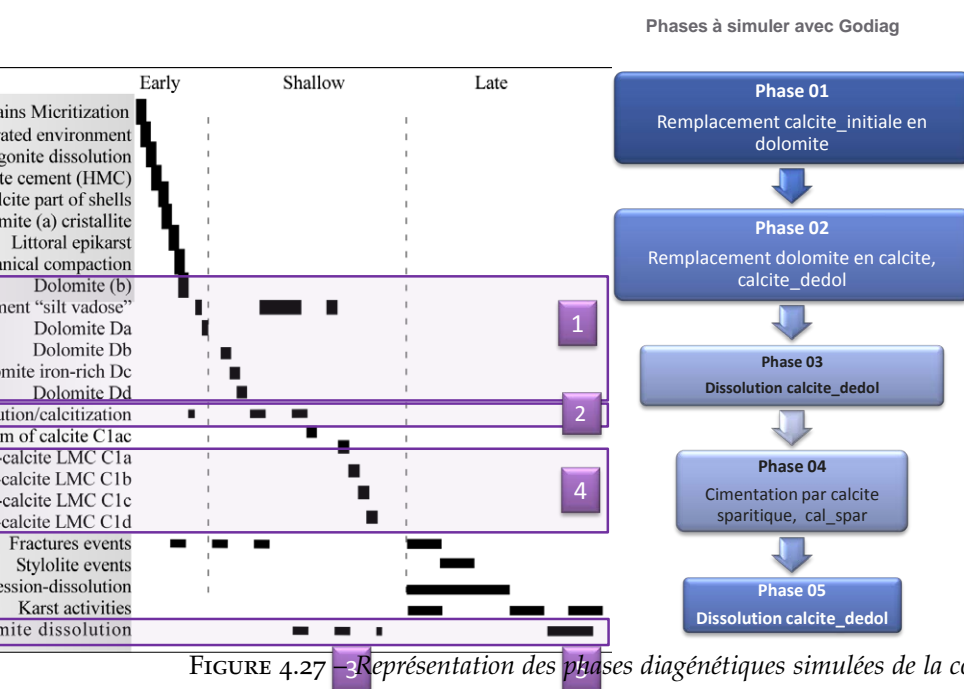 Phases à simuler avec Godiag
Early Shallow Late
ains Micritization
rated environment
gonite dissolution
te cement (HMC)
lcite part of shells
mite (a) cristallite
Littoral epikarst
anical compaction
Dolomite (b)
ment “silt vadose”
Dolomite Da
Dolomite Db
omite iron-rich Dc
Dolomite Dd
ution/calcitization
m of calcite C1ac
-calcite LMC C1a
-calcite LMC C1b
-calcite LMC C1c
-calcite LMC C1d
Fractures events
Stylolite events
ession-dissolution
Karst activities
mite dissolution
1
2
4
3
Phase 01
Remplacement calcite_initiale en
dolomite
Phase 02
Remplacement dolomite en calcite,
calcite_dedol
Phase 03
Dissolution calcite_dedol
Phase 04
Cimentation par calcite
sparitique, cal_spar
Phase 05
Dissolution calcite_dedol
FIGURE 4.27 – Représentation des phases diagénétiques simulées de la co